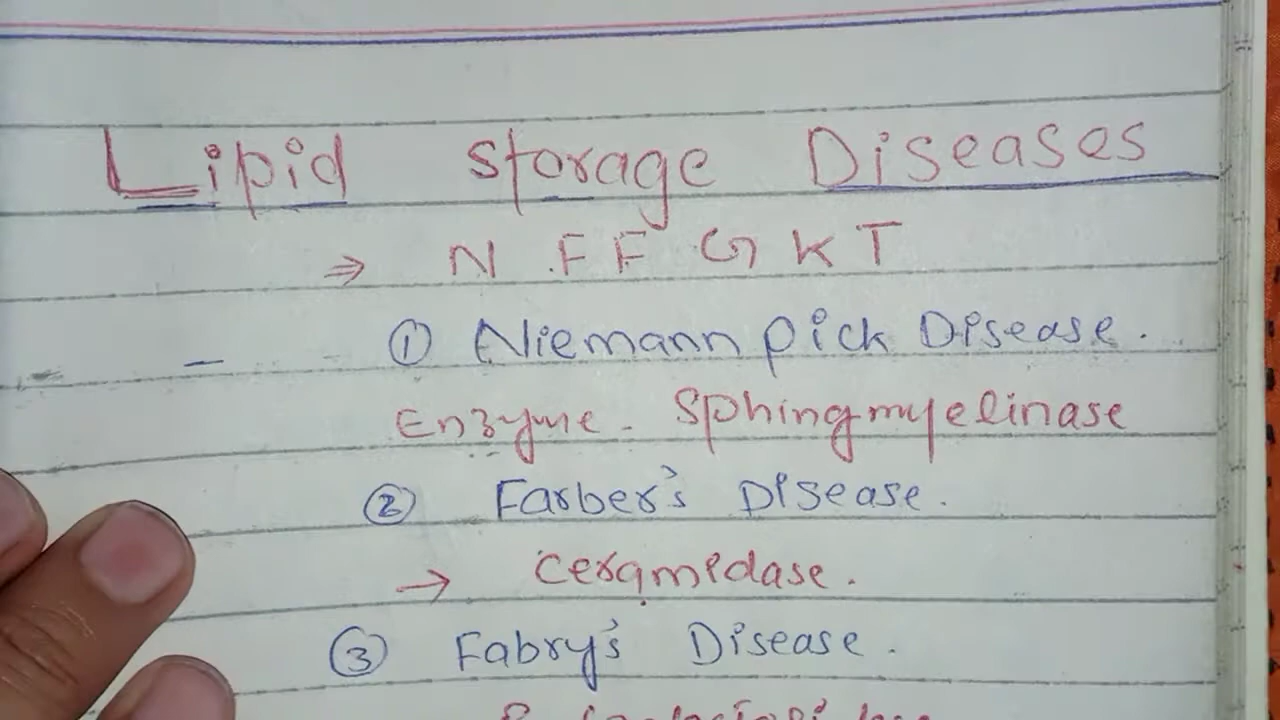 Lipid storage Diseases
⇒ N F F G K T
① Niemann pick Disease.
Enzyme - Sphingmyelinase
② Farber's Disease.
→ ceramidase.
③ Fabry's Disease.